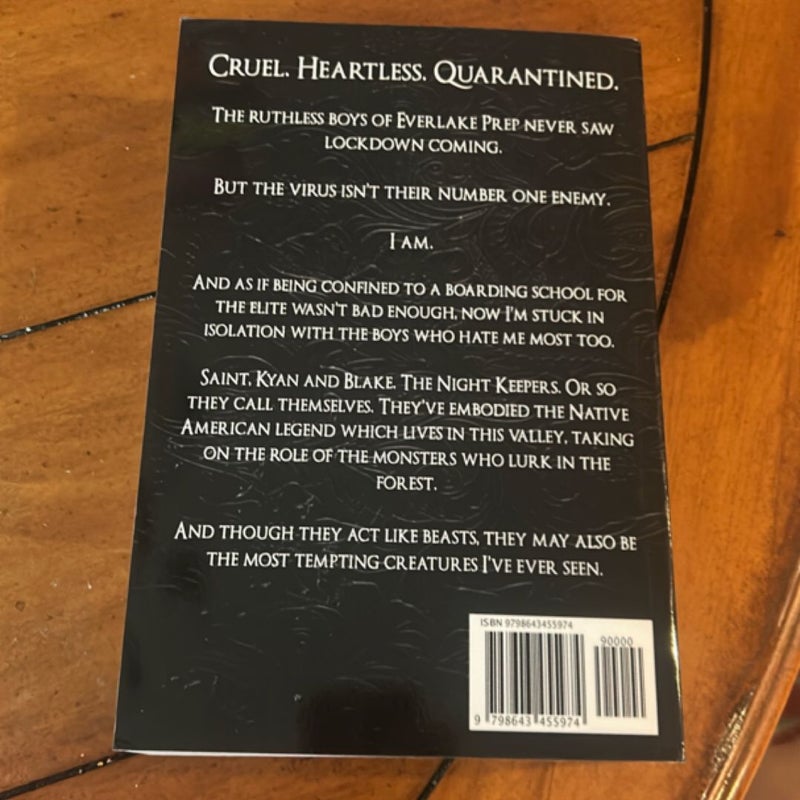 CRUEL. HEARTLESS. QUARANTINED.
THE RUTHLESS BOYS OF EVERLAKE PREP NEVER SAW
LOCKDOWN COMING.
BUT THE VIRUS ISN'T THEIR NUMBER ONE ENEMY.
I AM.
AND AS IF BEING CONFINED TO A BOARDING SCHOOL FOR
THE ELITE WASN'T BAD ENOUGH, NOW I'M STUCK IN
ISOLATION WITH THE BOYS WHO HATE ME MOST TOO.
SAINT, KYAN AND BLAKE. THE NIGHT KEEPERS. OR SO
THEY CALL THEMSELVES. THEY'VE EMBODIED THE NATIVE
AMERICAN LEGEND WHICH LIVES IN THIS VALLEY, TAKING
ON THE ROLE OF THE MONSTERS WHO LURK IN THE
FOREST.
AND THOUGH THEY ACT LIKE BEASTS, THEY MAY ALSO BE
THE MOST TEMPTING CREATURES I'VE EVER SEEN.
ISBN 9798643455974
90000
9 798643 455974